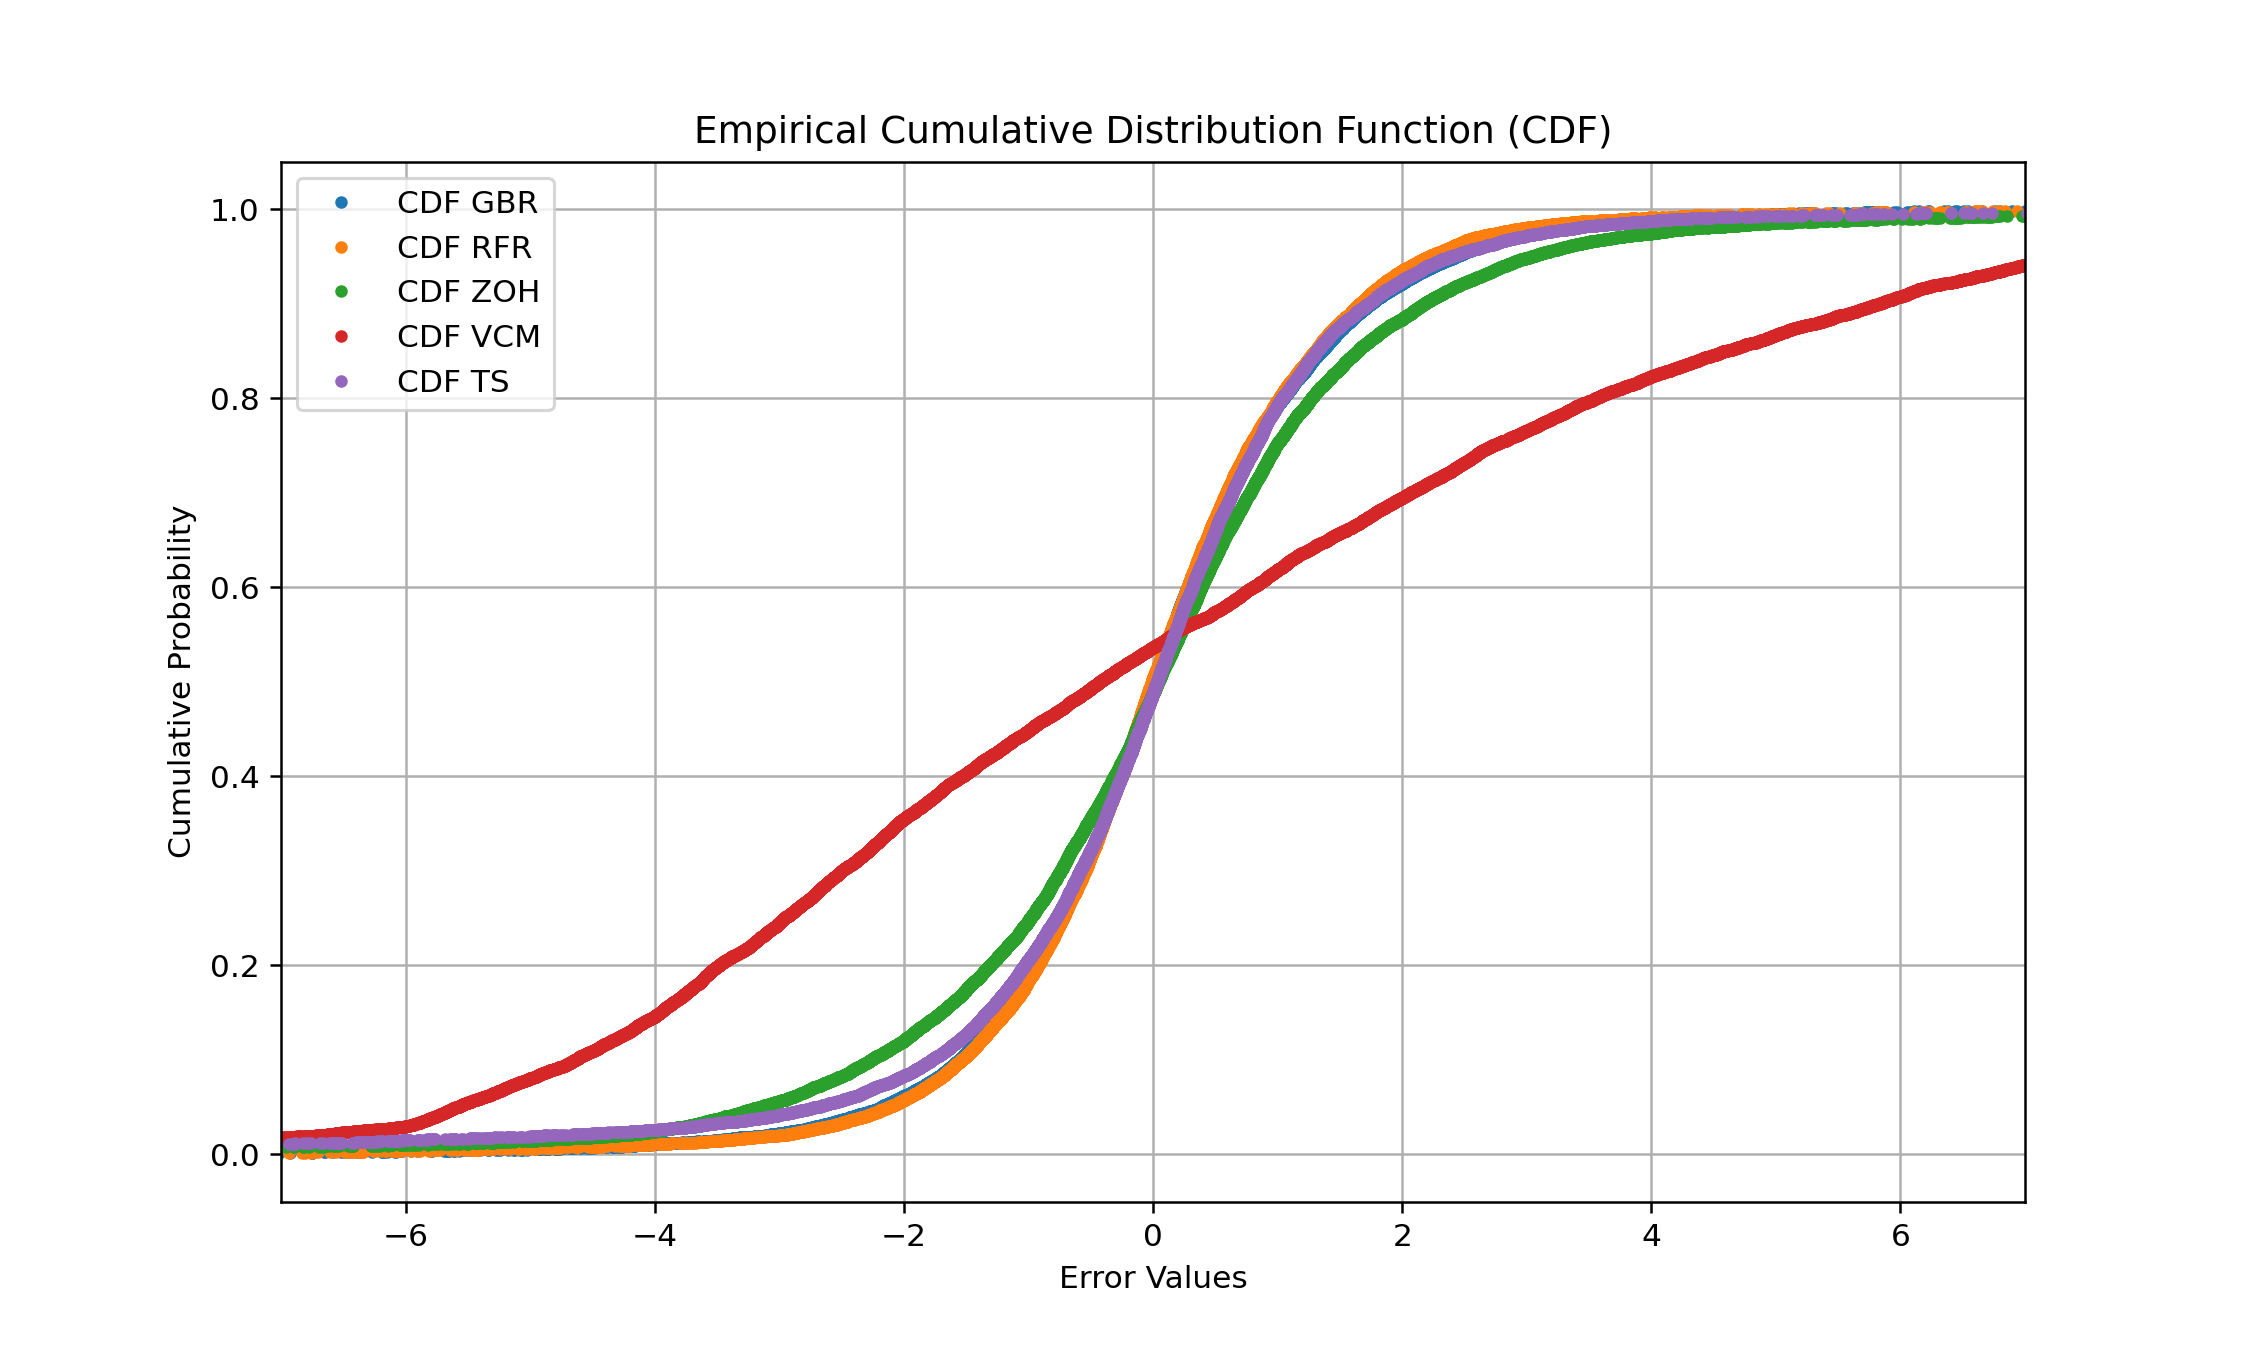 Empirical Cumulative Distribution Function (CDF)
CDF GBR
CDF RFR
CDF ZOH
CDF VCM
CDF TS
1.0
0.8
0.6
0.4
0.2
0.0
Cumulative Probability
−6 −4 −2 0 2 4 6
Error Values